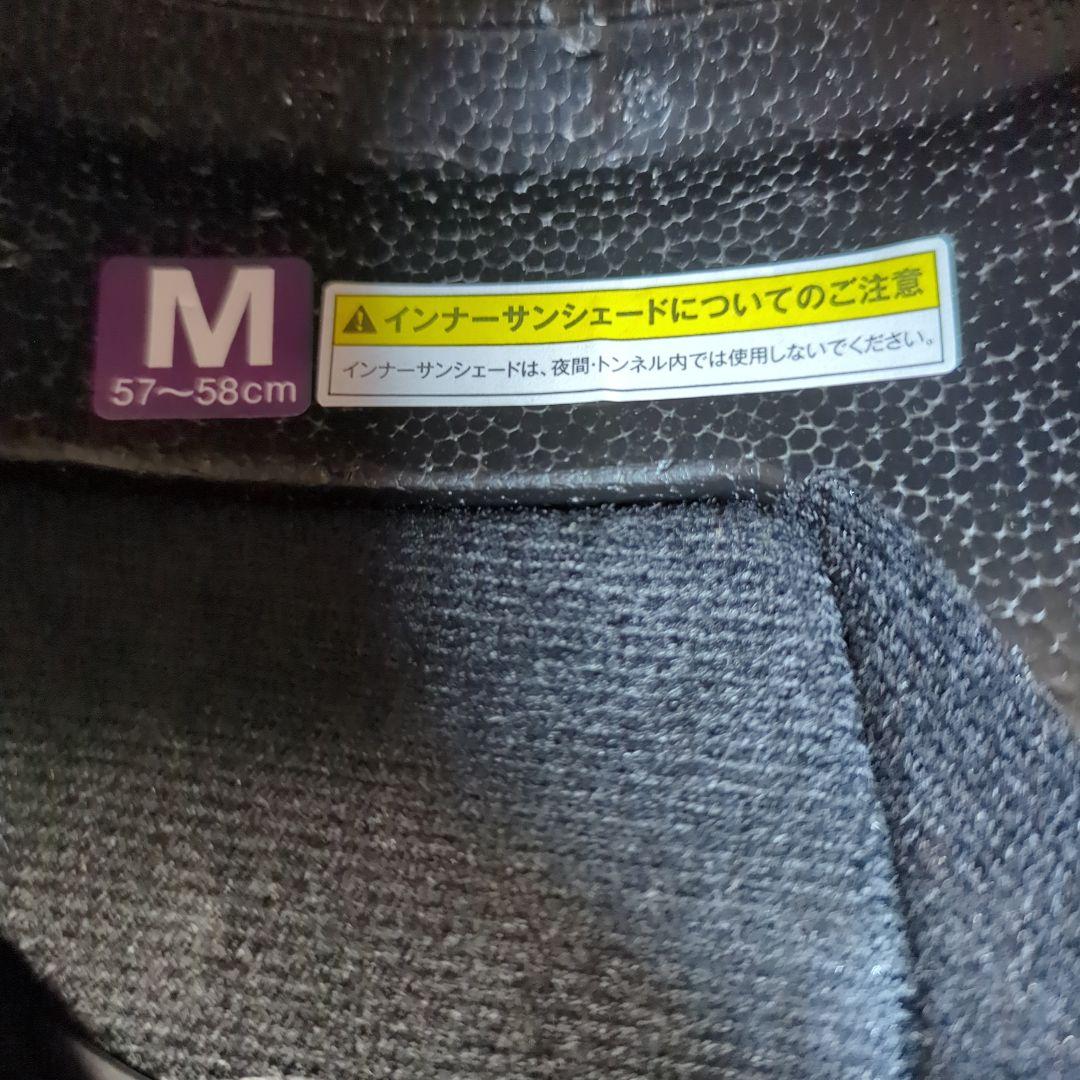 M
57～58cm
⚠インナーサンシェードについてのご注意
インナーサンシェードは、夜間・トンネル内では使用しないでください。